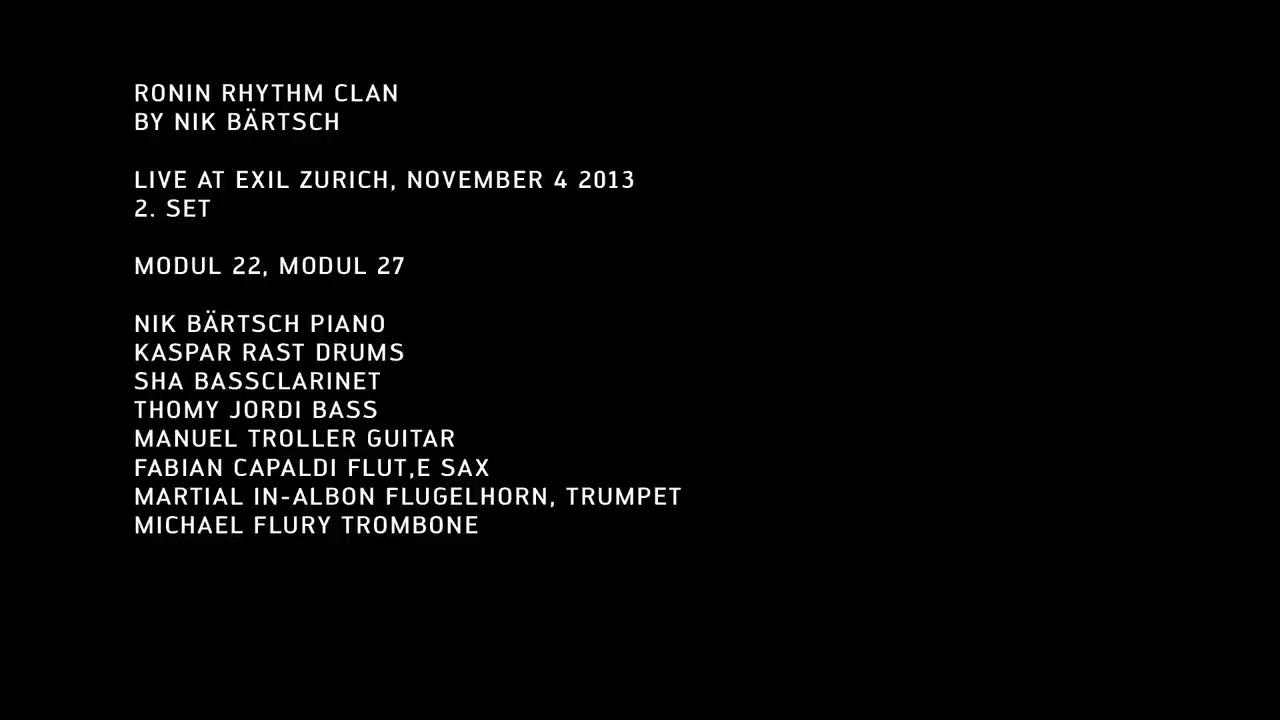 RONIN RHYTHM CLAN
BY NIK BÄRTSCH
LIVE AT EXIL ZURICH, NOVEMBER 4 2013
2. SET
MODUL 22, MODUL 27
NIK BÄRTSCH PIANO
KASPAR RAST DRUMS
SHA BASSCLARINET
THOMY JORDI BASS
MANUEL TROLLER GUITAR
FABIAN CAPALDI FLUT,E SAX
MARTIAL IN-ALBON FLUGELHORN, TRUMPET
MICHAEL FLURY TROMBONE